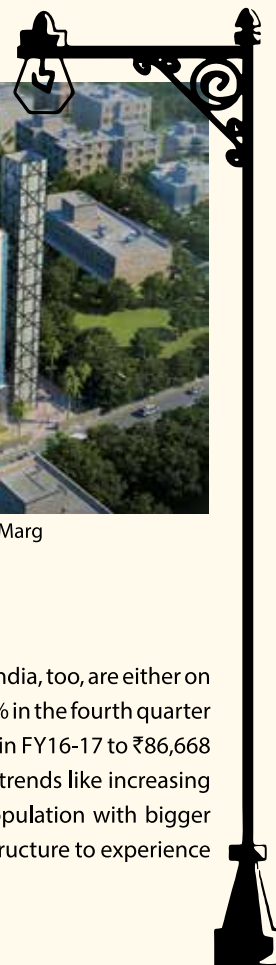 Marg
ndia, too, are either on
% in the fourth quarter
in FY16-17 to ₹86,668
trends like increasing
pulation with bigger
ructure to experience